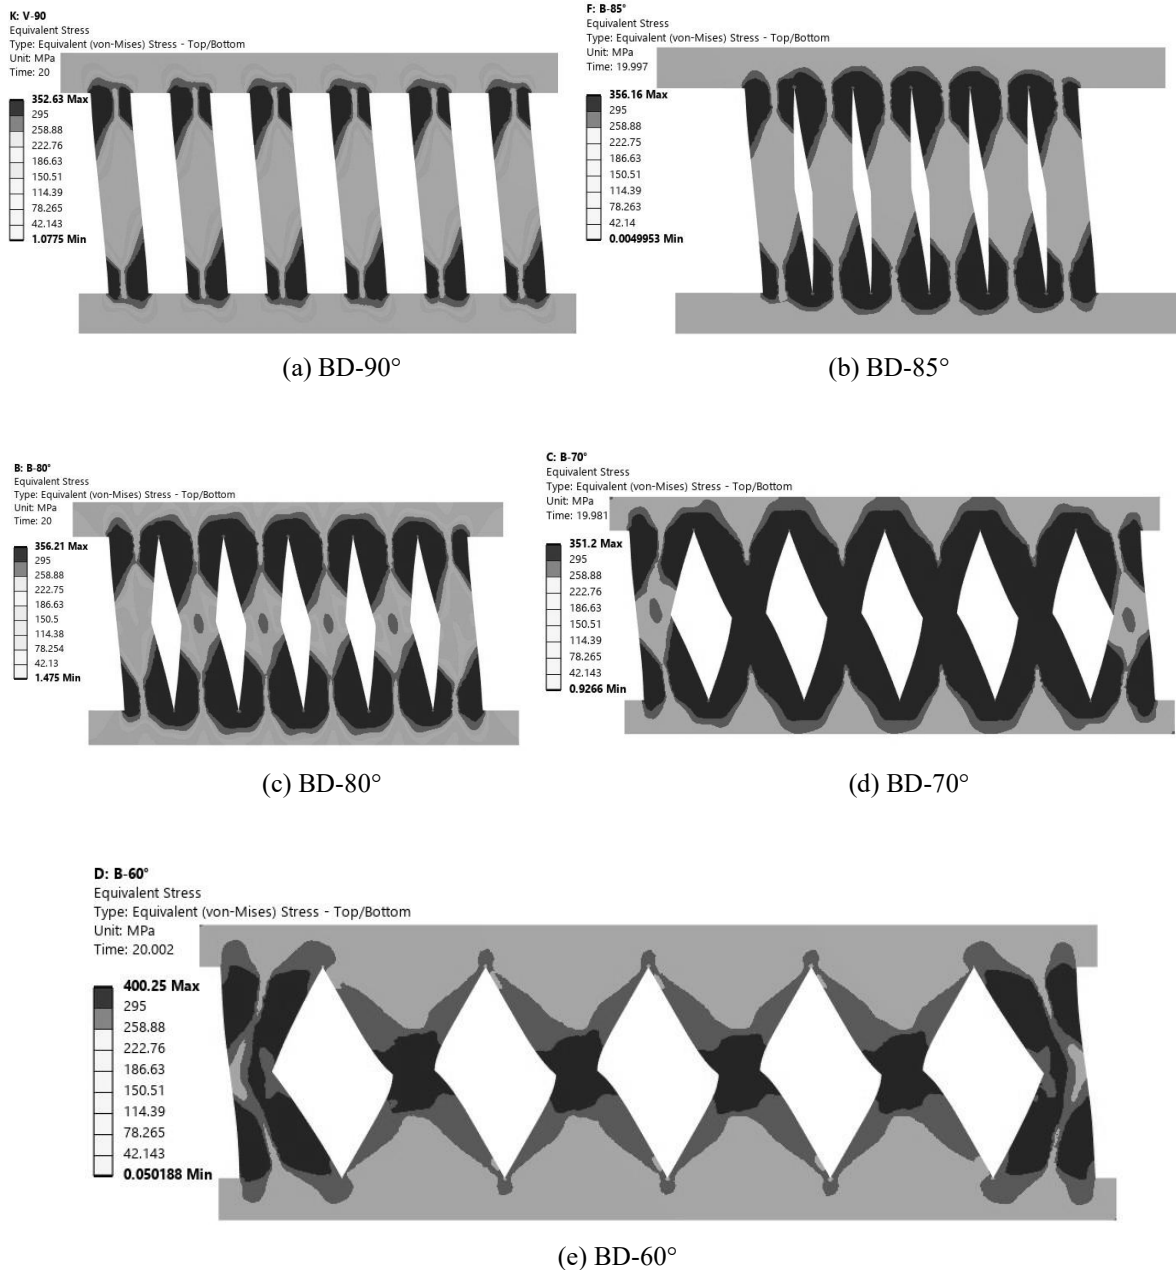 K: V-90
Equivalent Stress
Type: Equivalent (von-Mises) Stress - Top/Bottom
Unit: MPa
Time: 20
352.63 Max
295
258.88
222.76
186.63
150.51
114.39
78.265
42.143
1.0775 Min
(a) BD-90°
F: B-85°
Equivalent Stress
Type: Equivalent (von-Mises) Stress - Top/Bottom
Unit: MPa
Time: 19.997
356.16 Max
295
258.88
222.75
186.63
150.51
114.39
78.263
42.14
0.0049953 Min
(b) BD-85°
B: B-80°
Equivalent Stress
Type: Equivalent (von-Mises) Stress - Top/Bottom
Unit: MPa
Time: 20
356.21 Max
295
258.88
222.75
186.63
150.5
114.38
78.254
42.13
1.475 Min
(c) BD-80°
C: B-70°
Equivalent Stress
Type: Equivalent (von-Mises) Stress - Top/Bottom
Unit: MPa
Time: 19.981
351.2 Max
295
258.88
222.76
186.63
150.51
114.39
78.265
42.143
0.9266 Min
(d) BD-70°
D: B-60°
Equivalent Stress
Type: Equivalent (von-Mises) Stress - Top/Bottom
Unit: MPa
Time: 20.002
400.25 Max
295
258.88
222.76
186.63
150.51
114.39
78.265
42.143
0.050188 Min
(e) BD-60°